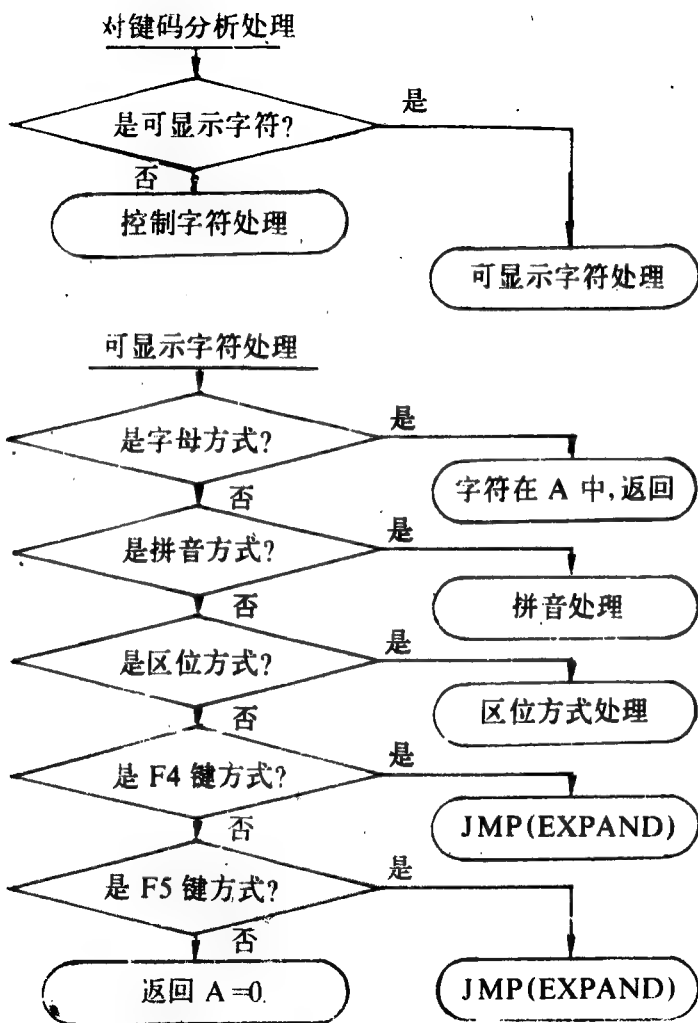 对键码分析处理
是可显示字符?
是
否
控制字符处理
可显示字符处理
可显示字符处理
是字母方式?
是
字符在 A 中,返回
否
是拼音方式?
是
拼音处理
否
是区位方式?
是
区位方式处理
否
是 F4 键方式?
是
JMP(EXPAND)
否
是 F5 键方式?
是
否
返回 A=0.
JMP(EXPAND)